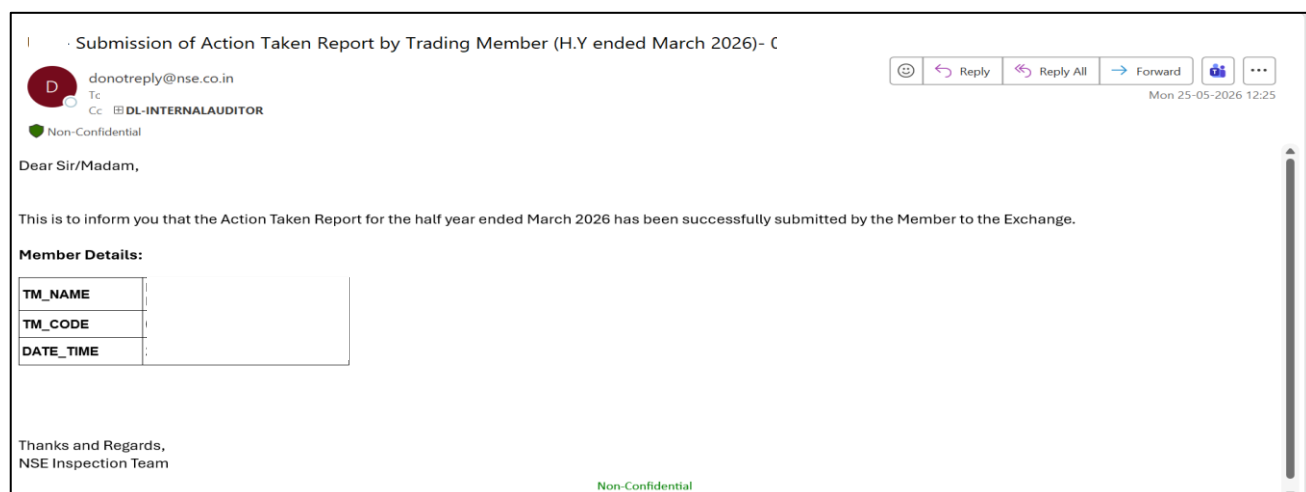 Submission of Action Taken Report by Trading Member (H.Y ended March 2026)-
D
donotreply@nse.co.in
Reply
Reply All
Forward
Cc DL-INTERNALAUDITOR
Mon 25-05-2026 12:25
Non-Confidential
Dear Sir/Madam,
This is to inform you that the Action Taken Report for the half year ended March 2026 has been successfully submitted by the Member to the Exchange.
Member Details:
TM_NAME
TM_CODE
DATE_TIME
Thanks and Regards,
NSE Inspection Team
Non-Confidential